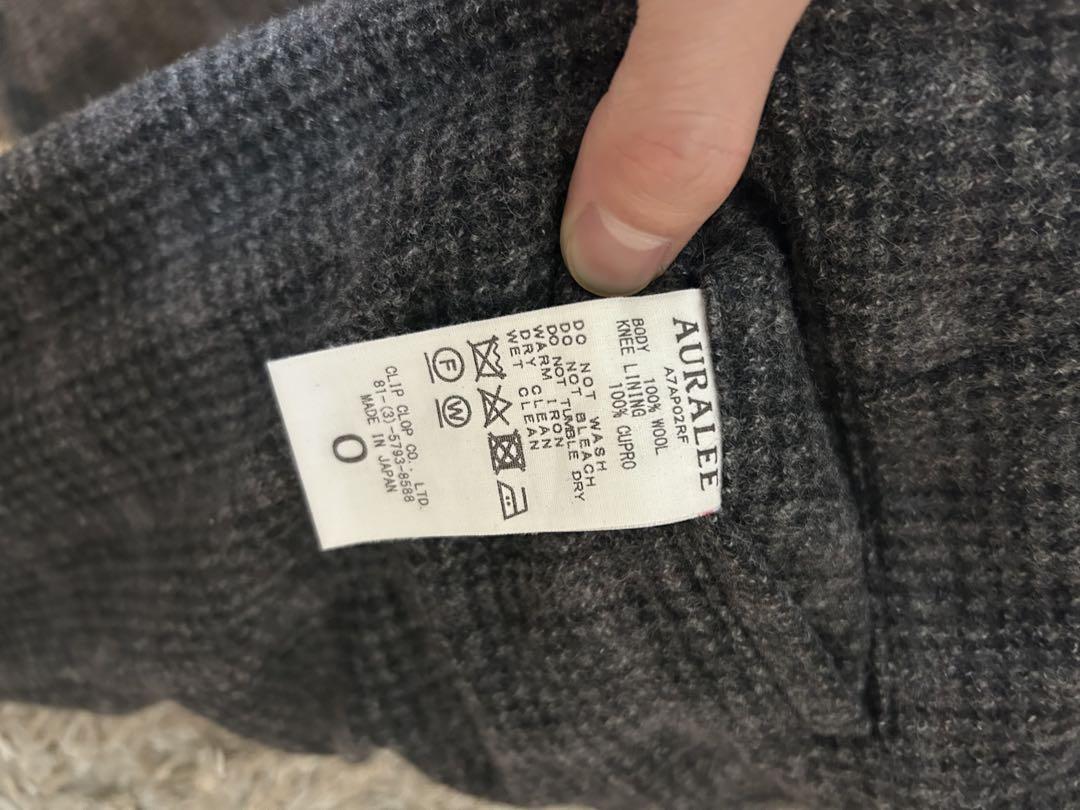 AURALEE
A7AP02RF
BODY 100% WOOL
KNEE LINING 100% CUPRO
DO NOT WASH
DO NOT BLEACH
DO NOT TUMBLE DRY
WARM IRON
DRY CLEAN
WET CLEAN
F W
CLIP CLOP CO., LTD.
81-(3)-5793-8588
MADE IN JAPAN
0